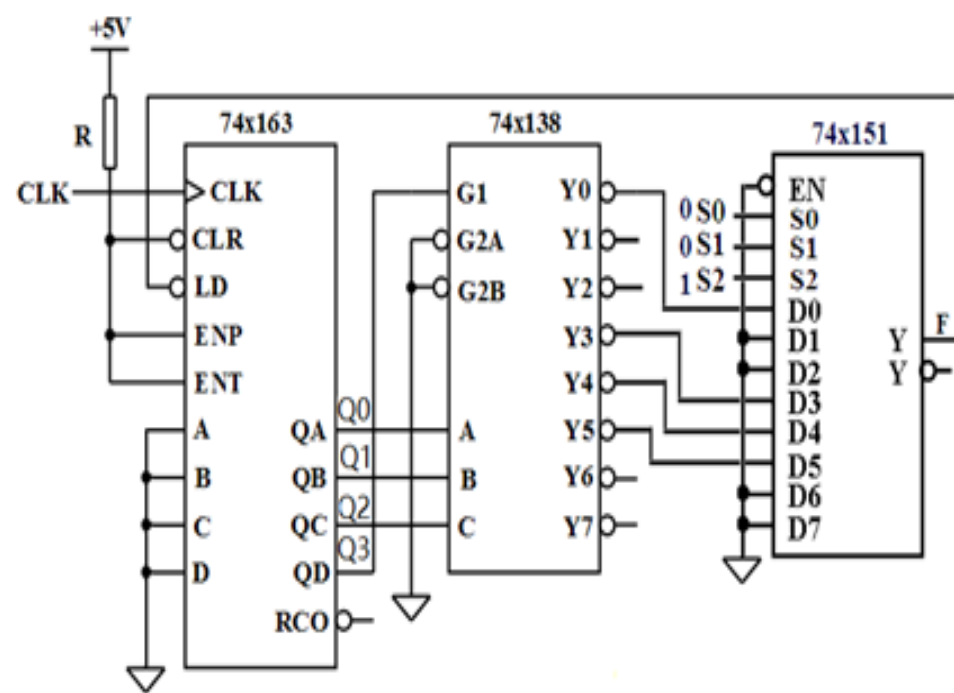 +5V
R
CLK
74x163
CLK
CLR
LD
ENP
ENT
A
B
C
D
QA
QB
QC
QD
RCO
Q0
Q1
Q2
Q3
74x138
G1
G2A
G2B
A
B
C
Y0
Y1
Y2
Y3
Y4
Y5
Y6
Y7
74x151
0 S0
0 S1
1 S2
EN
S0
S1
S2
D0
D1
D2
D3
D4
D5
D6
D7
Y
Y
F